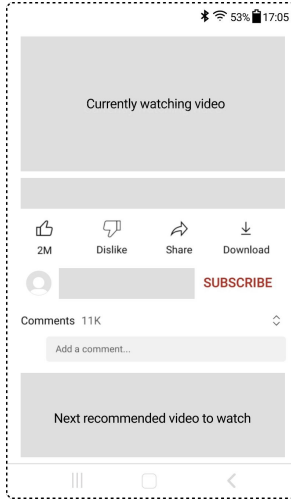 53% 17:05
Currently watching video
2M Dislike Share Download
SUBSCRIBE
Comments 11K
Add a comment...
Next recommended video to watch